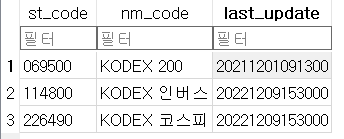 st_code nm_code last_update
필터 필터 필터
1 069500 KODEX 200 20211201091300
2 114800 KODEX 인버스 20221209153000
3 226490 KODEX 코스피 20221209153000